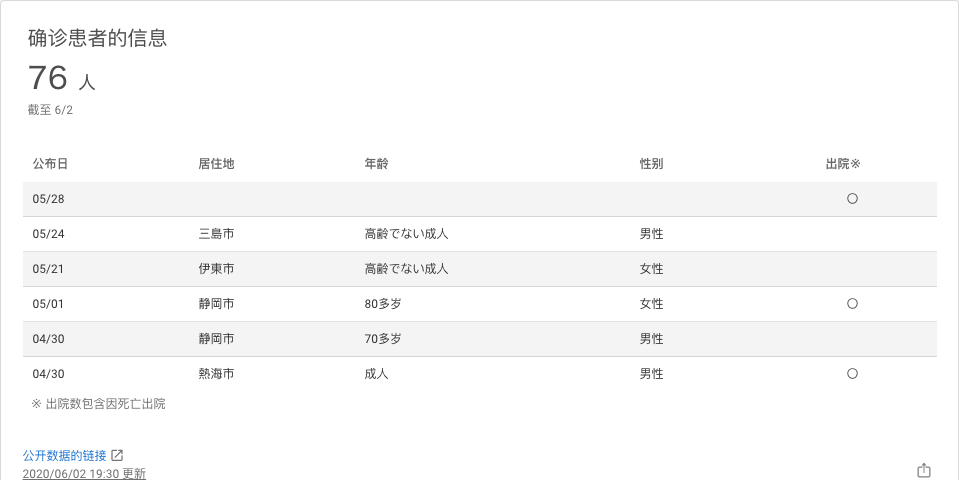 确诊患者的信息
76 人
截至 6/2
公布日 居住地 年龄 性别 出院※
05/28 〇
05/24 三島市 高齢でない成人 男性
05/21 伊東市 高齢でない成人 女性
05/01 静岡市 80多岁 女性 〇
04/30 静岡市 70多岁 男性
04/30 熱海市 成人 男性 〇
※ 出院数包含因死亡出院
公开数据的链接
2020/06/02 19:30 更新